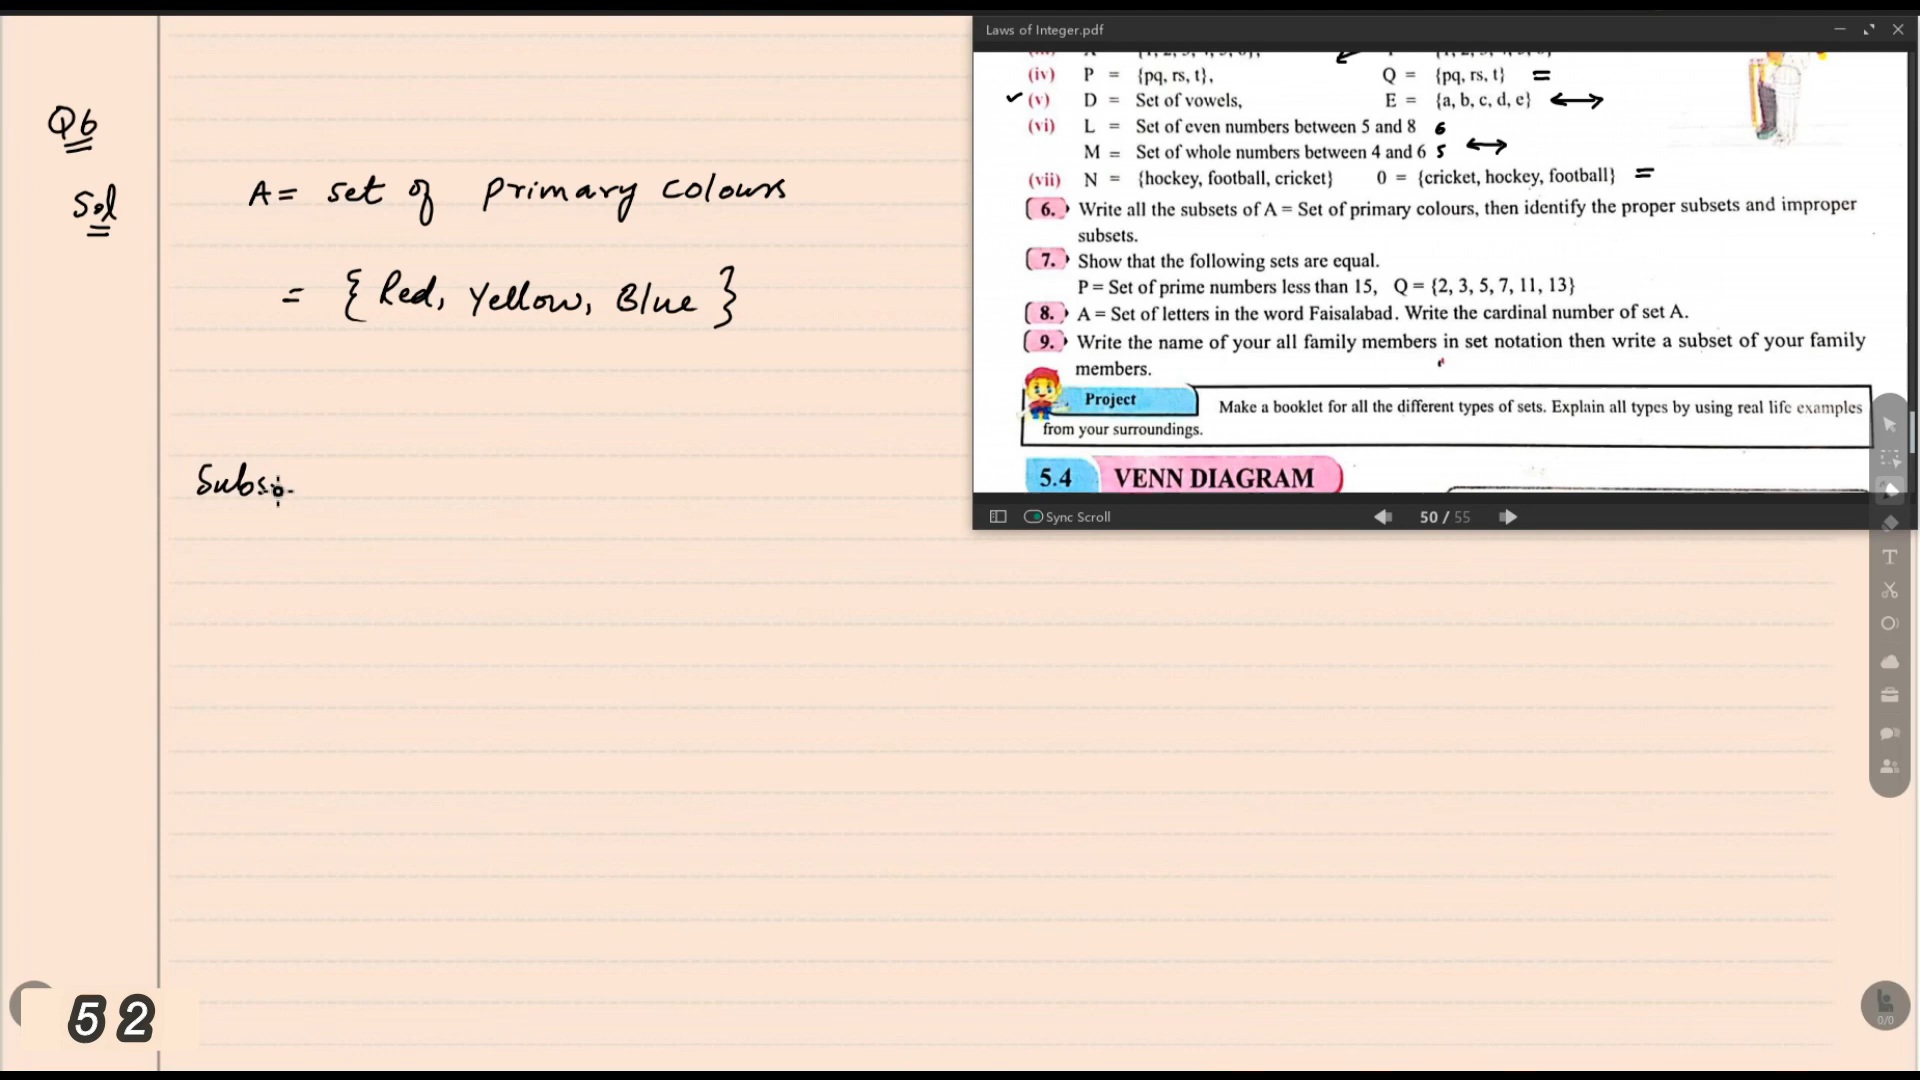 Q6
Sol
A = set of primary colours
= { Red, Yellow, Blue }
Subs
52
Laws of Integer.pdf
(iv) P = {pq, rs, t}, Q = {pq, rs, t} =
✓ (v) D = Set of vowels, E = {a, b, c, d, e} ↔
(vi) L = Set of even numbers between 5 and 8 6
M = Set of whole numbers between 4 and 6 5 ↔
(vii) N = {hockey, football, cricket} 0 = {cricket, hockey, football} =
6. Write all the subsets of A = Set of primary colours, then identify the proper subsets and improper
subsets.
7. Show that the following sets are equal.
P = Set of prime numbers less than 15, Q = {2, 3, 5, 7, 11, 13}
8. A = Set of letters in the word Faisalabad. Write the cardinal number of set A.
9. Write the name of your all family members in set notation then write a subset of your family
members.
Project Make a booklet for all the different types of sets. Explain all types by using real life examples
from your surroundings.
5.4 VENN DIAGRAM
Sync Scroll 50 / 55
0/0